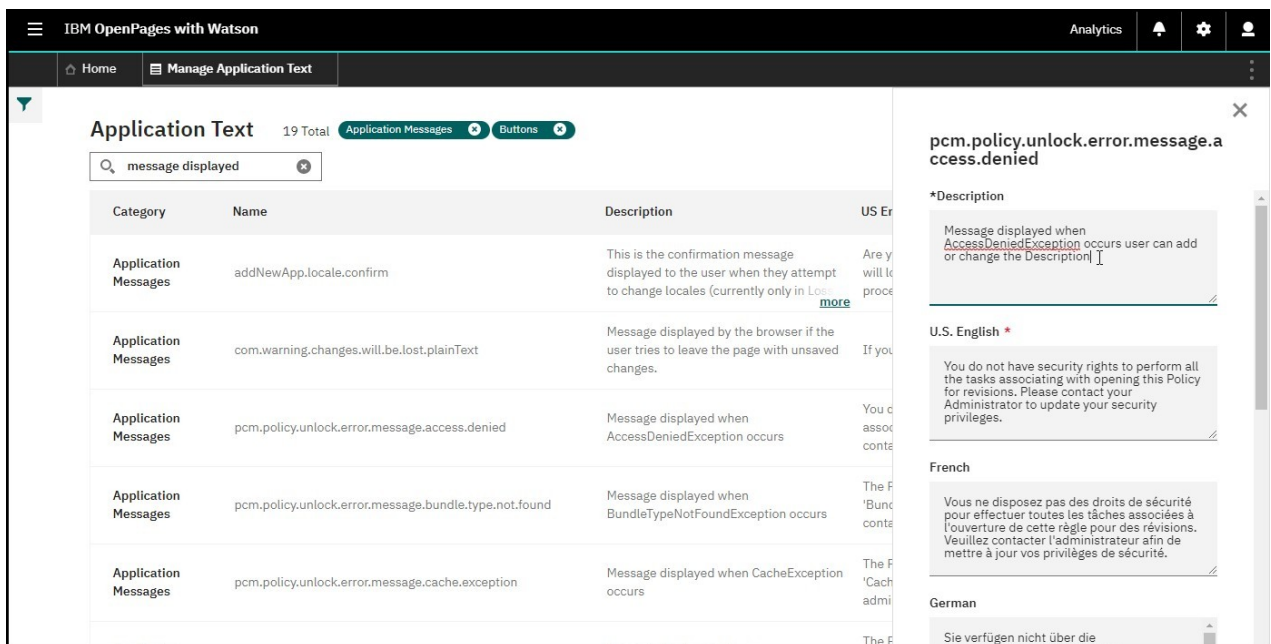 IBM OpenPages with Watson
Analytics
Home
Manage Application Text
Application Text 19 Total Application Messages Buttons
message displayed
Category Name Description US Er
Application Messages
addNewApp.locale.confirm
This is the confirmation message
displayed to the user when they attempt
to change locales (currently only in Los
more
Are y
will lo
proce
Application Messages
com.warning.changes.will.be.lost.plainText
Message displayed by the browser if the
user tries to leave the page with unsaved
changes.
If you
Application Messages
pcm.policy.unlock.error.message.access.denied
Message displayed when
AccessDeniedException occurs
You d
assoc
conta
Application Messages
pcm.policy.unlock.error.message.bundle.type.not.found
Message displayed when
BundleTypeNotFoundException occurs
The P
'Bund
conta
Application Messages
pcm.policy.unlock.error.message.cache.exception
Message displayed when CacheException
occurs
The P
'Cach
admi
The P
pcm.policy.unlock.error.message.a
ccess.denied
*Description
Message displayed when
AccessDeniedException occurs user can add
or change the Description
U.S. English *
You do not have security rights to perform all
the tasks associating with opening this Policy
for revisions. Please contact your
Administrator to update your security
privileges.
French
Vous ne disposez pas des droits de sécurité
pour effectuer toutes les tâches associées à
l'ouverture de cette règle pour des révisions.
Veuillez contacter l'administrateur afin de
mettre à jour vos privilèges de sécurité.
German
Sie verfügen nicht über die